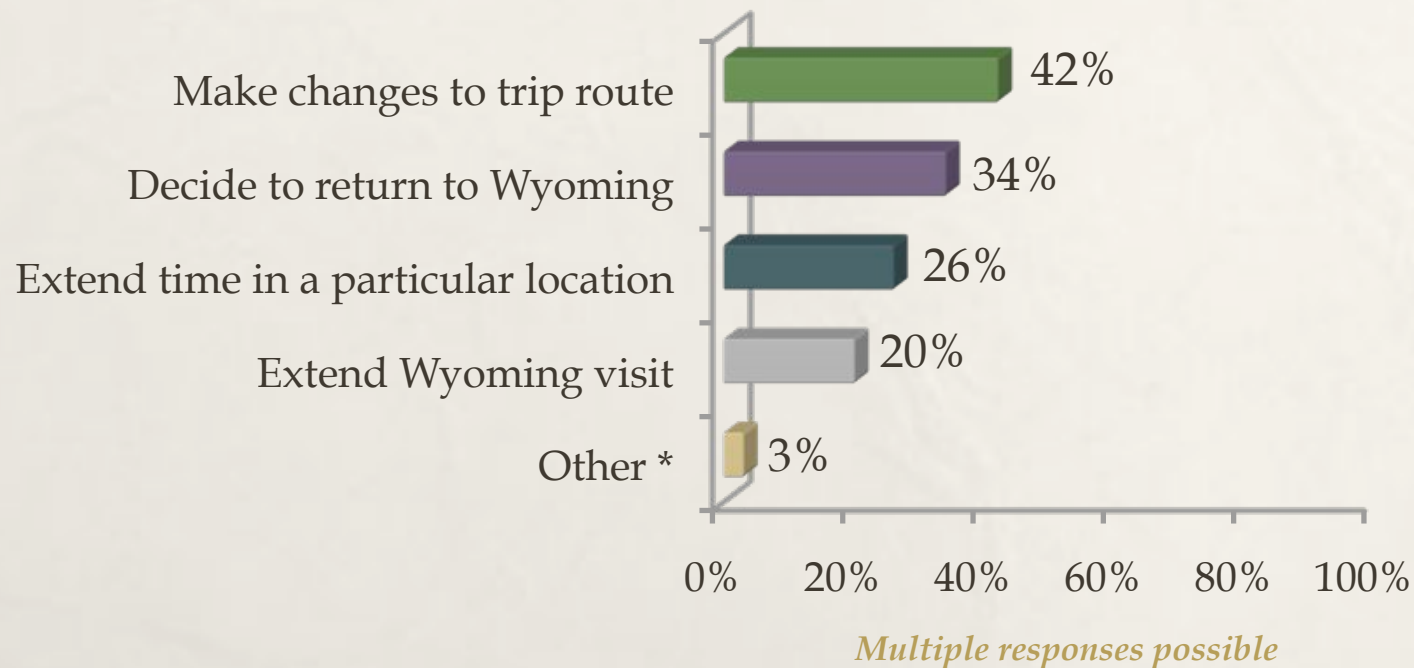 Make changes to trip route 42%
Decide to return to Wyoming 34%
Extend time in a particular location 26%
Extend Wyoming visit 20%
Other * 3%
0% 20% 40% 60% 80% 100%
Multiple responses possible